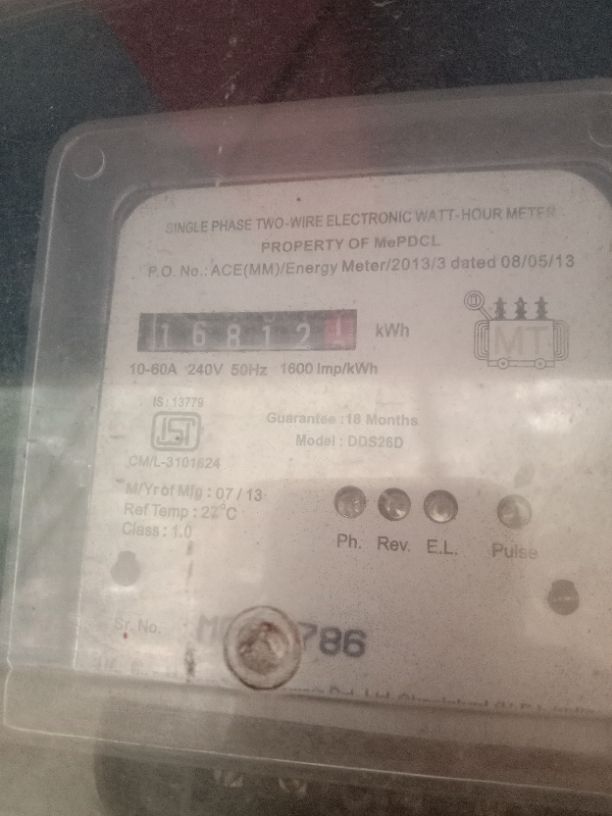 SINGLE PHASE TWO-WIRE ELECTRONIC WATT-HOUR METER
PROPERTY OF MePDCL
P.O. No.: ACE(MM)/Energy Meter/2013/3 dated 08/05/13
168121 kWh
MT
10-60A 240V 50Hz 1600 Imp/kWh
IS : 13779
Guarantee : 18 Months
Model : DDS26D
CM/L-3101624
M/Yr of Mfg : 07 / 13
Ref Temp : 27°C
Class : 1.0
Ph. Rev. E.L. Pulse
Sr. No. 786